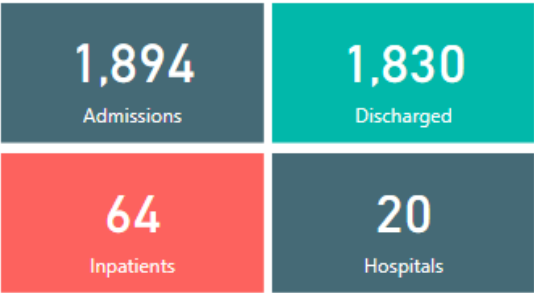 1,894
Admissions
1,830
Discharged
64
Inpatients
20
Hospitals